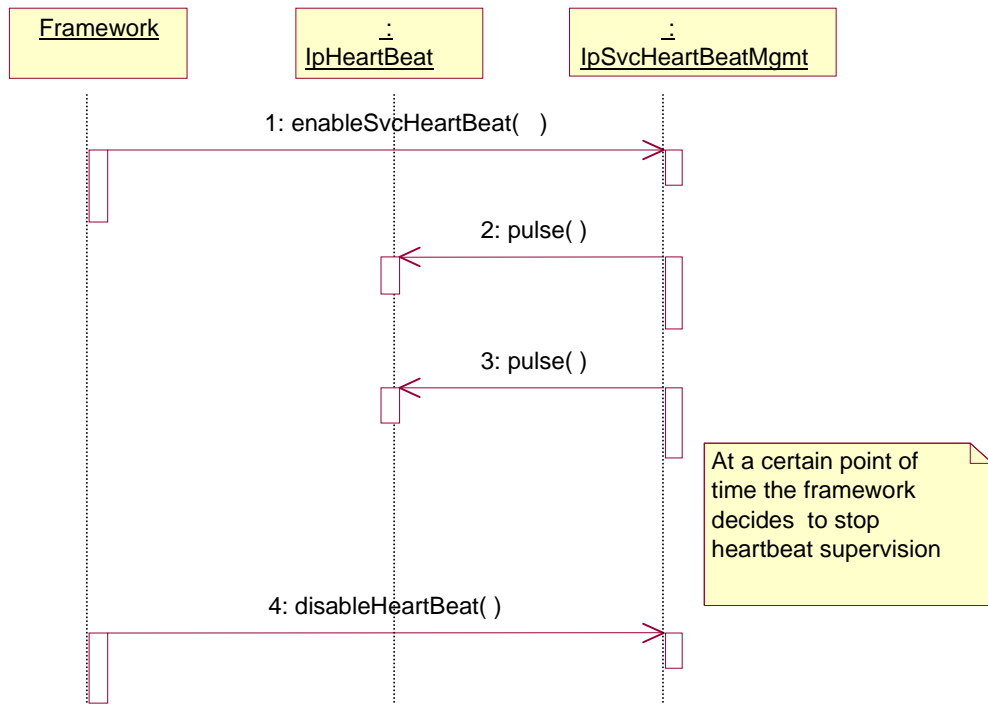 Framework
:
IpHeartBeat
:
IpSvcHeartBeatMgmt
1: enableSvcHeartBeat(   )
2: pulse( )
3: pulse( )
At a certain point of
time the framework
decides  to stop
heartbeat supervision
4: disableHeartBeat( )